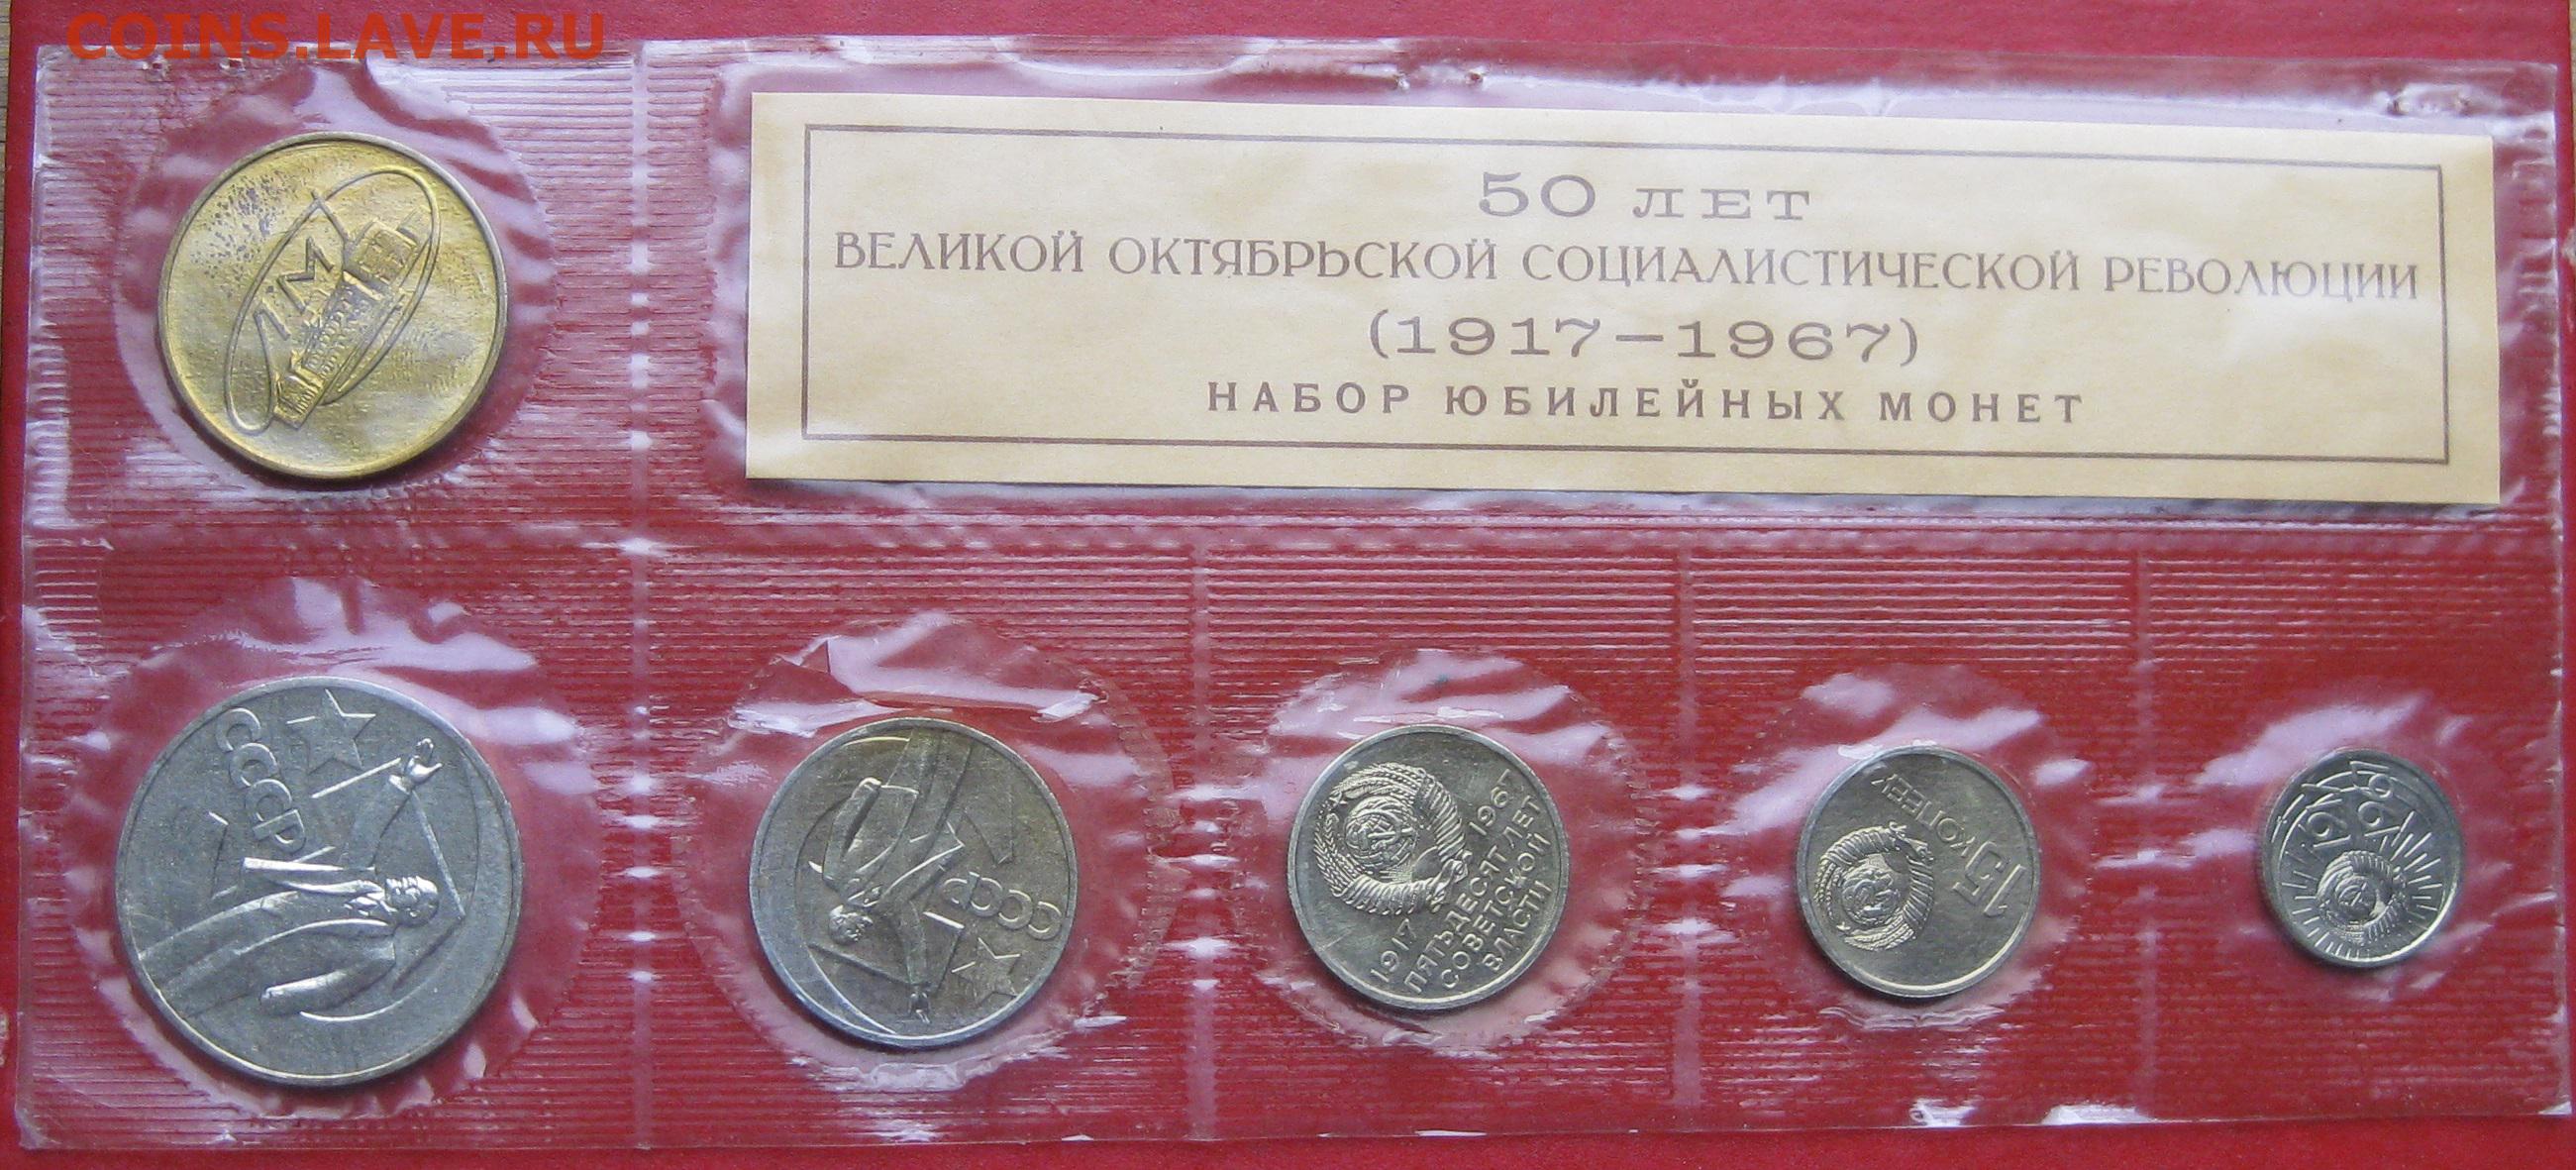 COINS.LAVE.RU
50 ЛЕТ
ВЕЛИКОЙ ОКТЯБРЬСКОЙ СОЦИАЛИСТИЧЕСКОЙ РЕВОЛЮЦИИ
(1917–1967)
НАБОР ЮБИЛЕЙНЫХ МОНЕТ
ЛМД
СССР
СССР
1917 1967
ПЯТЬДЕСЯТ ЛЕТ
СОВЕТСКОЙ
ВЛАСТИ
15
КОПЕЕК
1917
1967